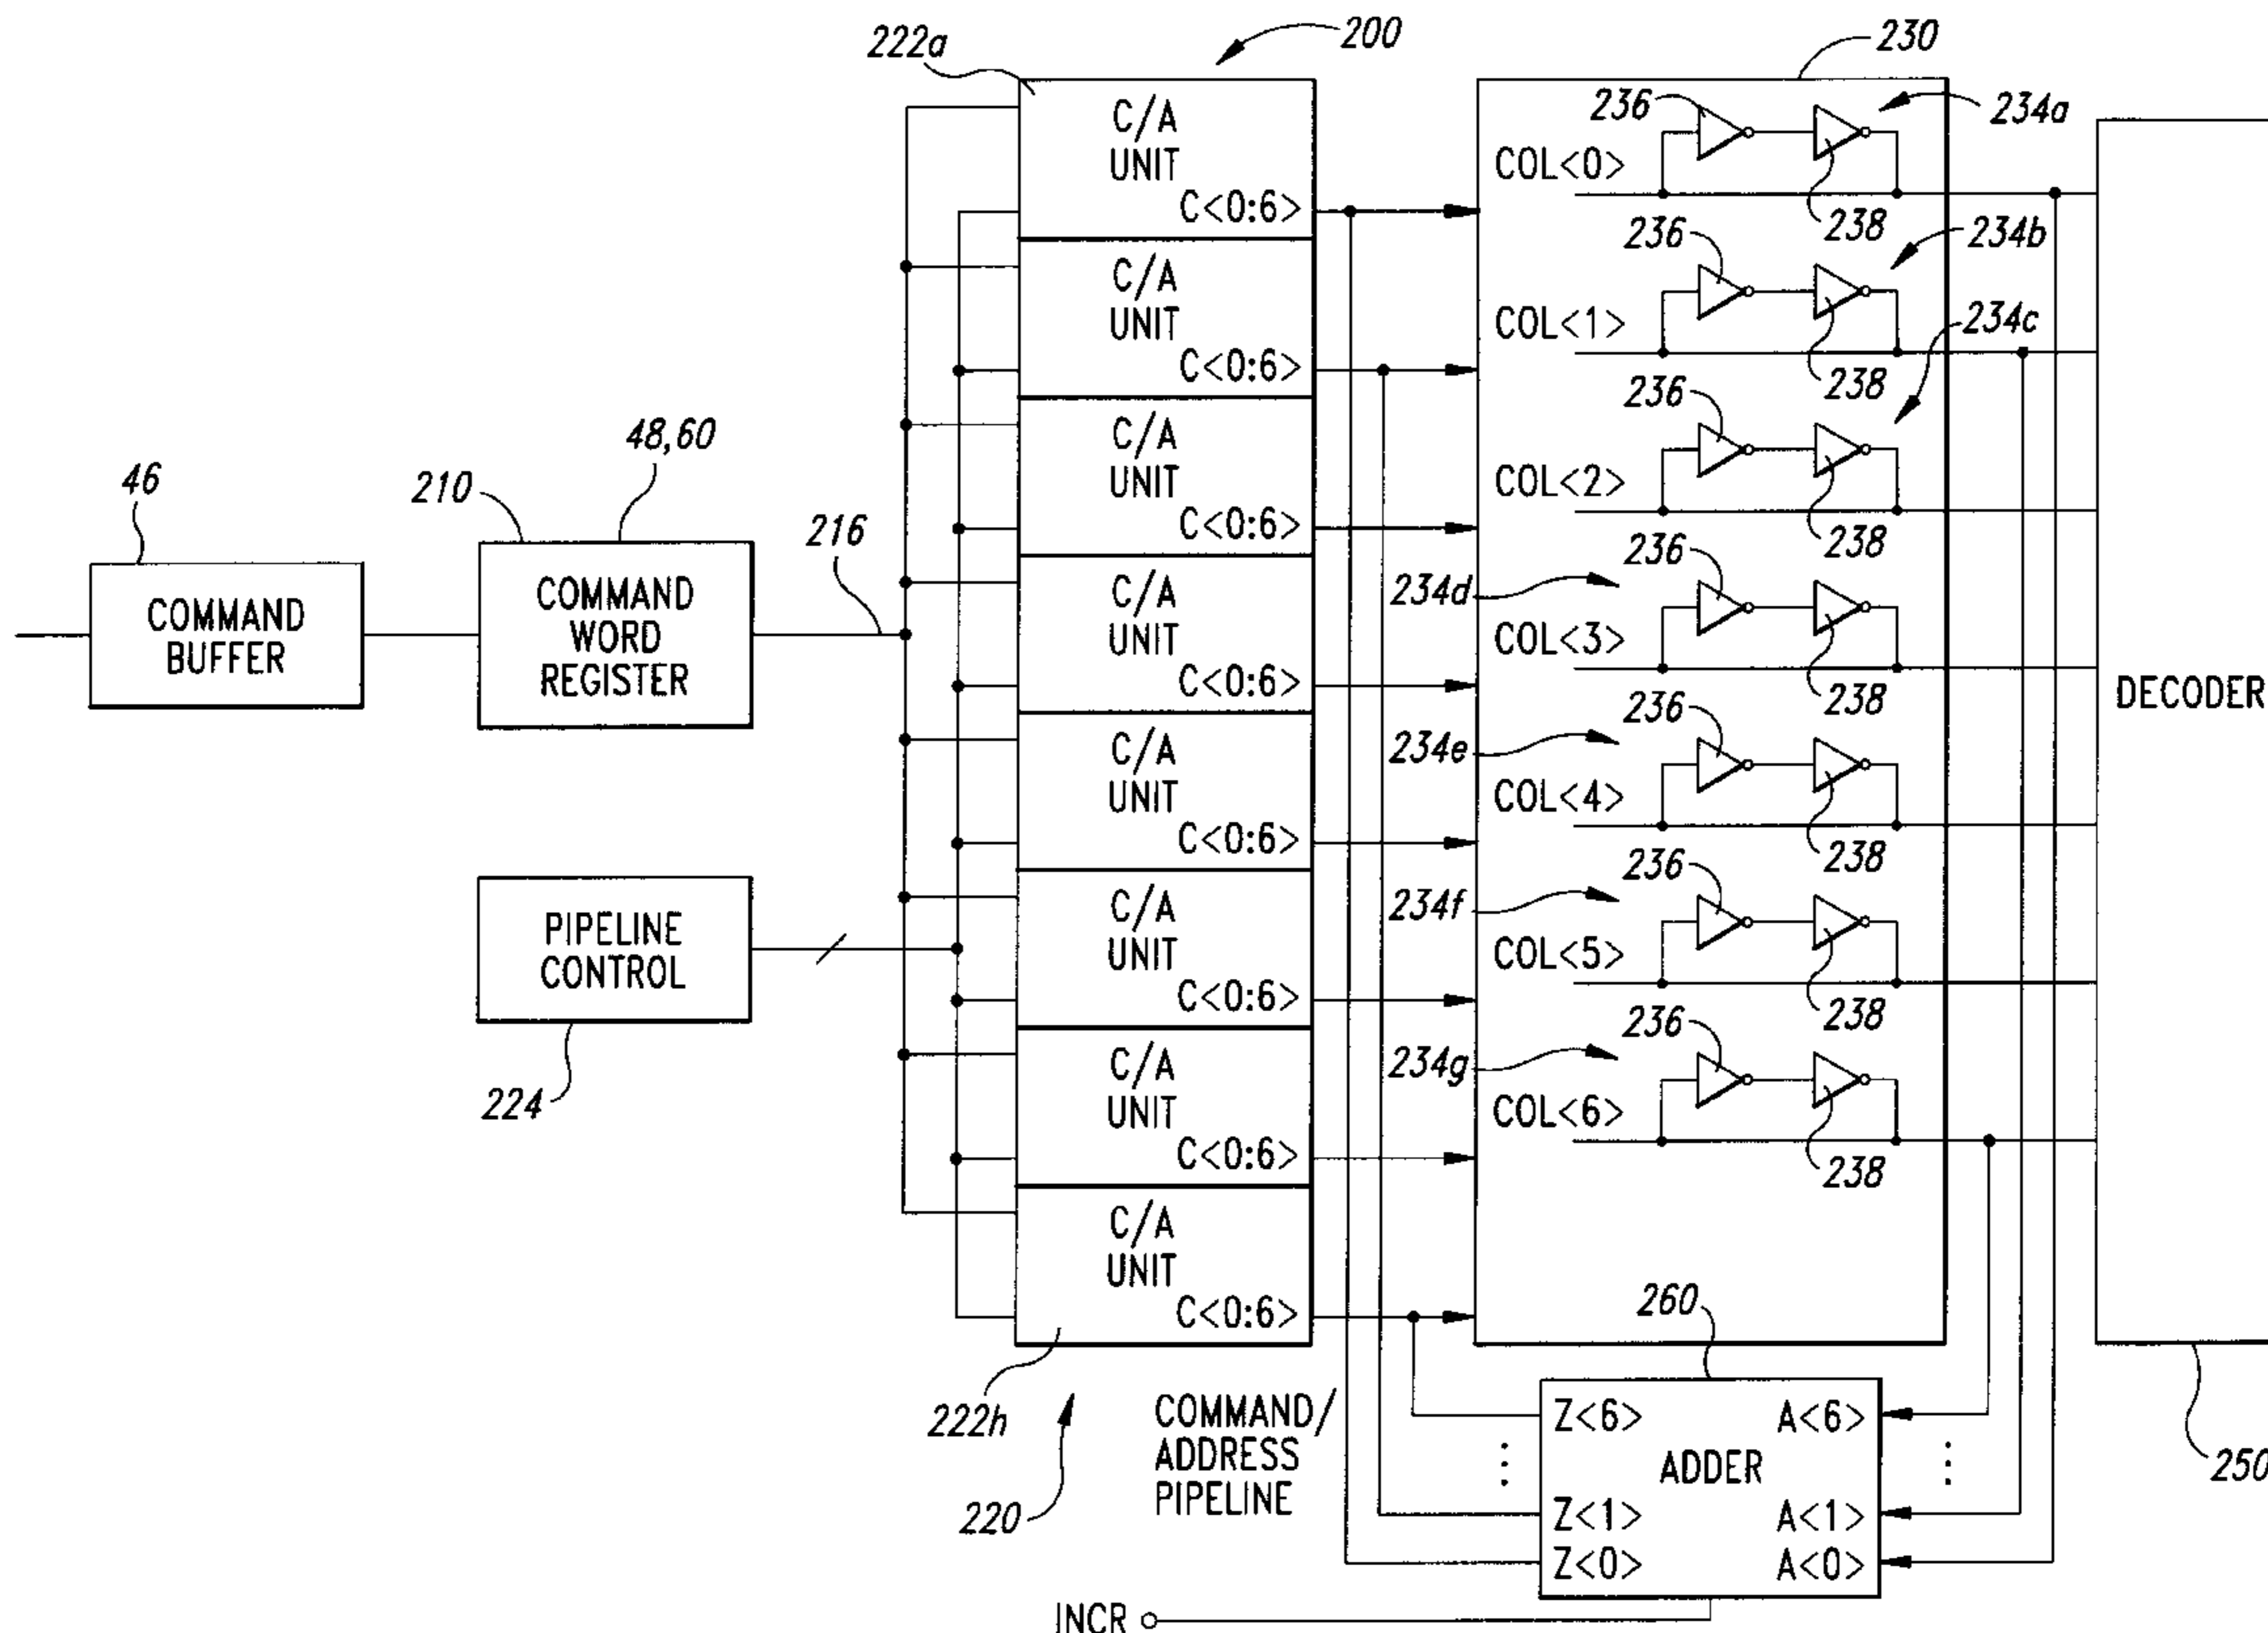 200
222a
230
C/A
UNIT
C<0:6>
C/A
UNIT
C<0:6>
C/A
UNIT
C<0:6>
C/A
UNIT
C<0:6>
C/A
UNIT
C<0:6>
C/A
UNIT
C<0:6>
C/A
UNIT
C<0:6>
C/A
UNIT
C<0:6>
46
COMMAND
BUFFER
210
48,60
COMMAND
WORD
REGISTER
216
PIPELINE
CONTROL
224
222h
220
COMMAND/
ADDRESS
PIPELINE
236
234a
COL<0>
238
236
234b
COL<1>
238
236
234c
COL<2>
238
236
234d
COL<3>
238
236
234e
COL<4>
238
236
234f
COL<5>
238
236
234g
COL<6>
238
DECODER
250
260
Z<6> A<6>
ADDER
Z<1> A<1>
Z<0> A<0>
INCR